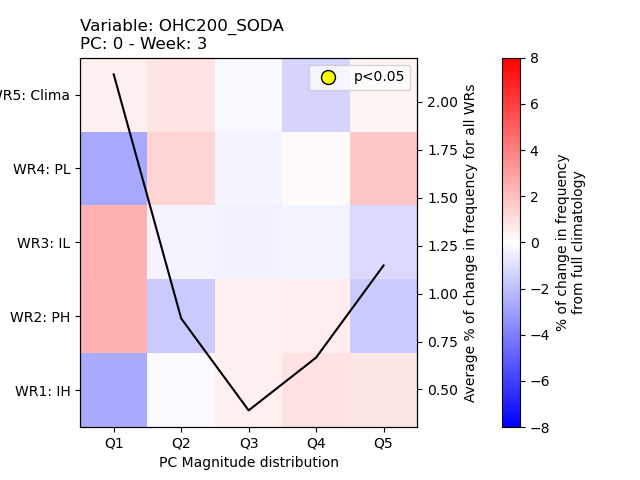 Variable: OHC200_SODA
PC: 0 - Week: 3
p<0.05
WR5: Clima
WR4: PL
WR3: IL
WR2: PH
WR1: IH
Q1 Q2 Q3 Q4 Q5
PC Magnitude distribution
2.00
1.75
1.50
1.25
1.00
0.75
0.50
Average % of change in frequency for all WRs
8
6
4
2
0
−2
−4
−6
−8
% of change in frequency
from full climatology